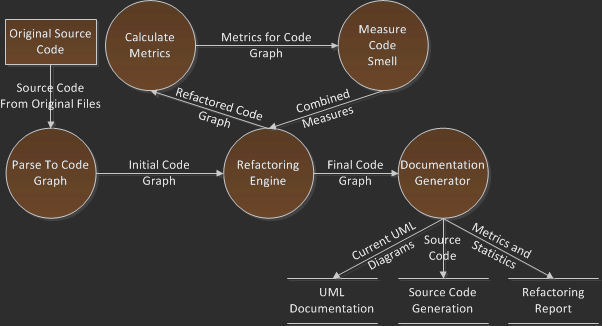 Original Source
Code
Calculate
Metrics
Metrics for Code
Graph
Measure
Code
Smell
Source Code
From Original Files
Refactored Code
Graph
Combined
Measures
Parse To Code
Graph
Initial Code
Graph
Refactoring
Engine
Final Code
Graph
Documentation
Generator
Current UML
Diagrams
Source
Code
Metrics and
Statistics
UML
Documentation
Source Code
Generation
Refactoring
Report